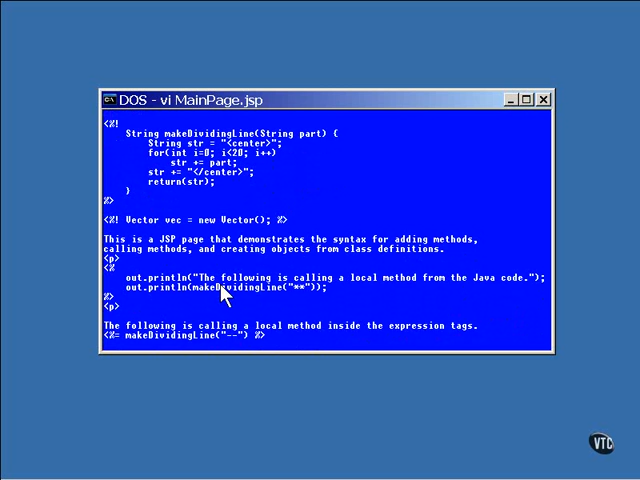 DOS - vi MainPage.jsp
<%!
String makeDividingLine(String part) {
String str = "<center>";
for(int i=0; i<20; i++)
str += part;
str += "</center>";
return(str);
}
%>
<%! Vector vec = new Vector(); %>
This is a JSP page that demonstrates the syntax for adding methods,
calling methods, and creating objects from class definitions.
<p>
<%
out.println("The following is calling a local method from the Java code.");
out.println(makeDividingLine("**"));
%>
<p>
The following is calling a local method inside the expression tags.
<%= makeDividingLine("--") %>
VTC